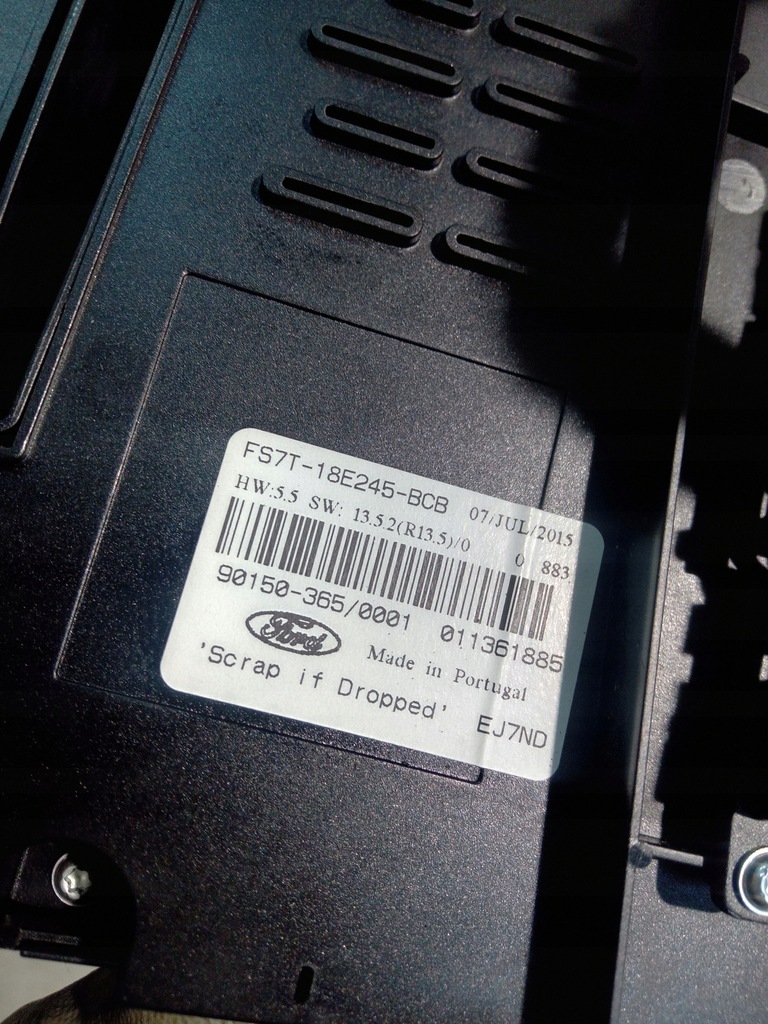 FS7T-18E245-BCB 07/JUL/2015
HW:5.5 SW: 13.5.2(R13.5)/0 0 883
90150-365/0001 011361885
Ford Made in Portugal
'Scrap if Dropped' EJ7ND